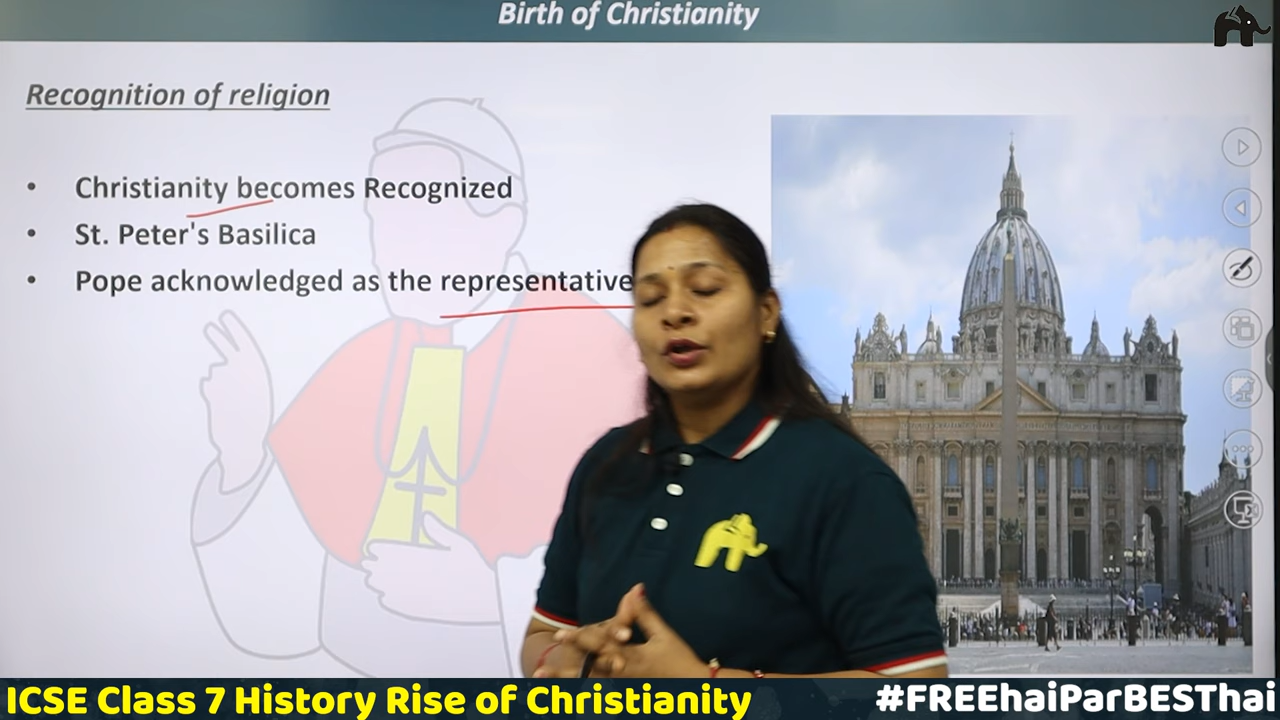 Birth of Christianity
Recognition of religion
• Christianity becomes Recognized
• St. Peter's Basilica
• Pope acknowledged as the representative
ICSE Class 7 History Rise of Christianity
#FREEhaiParBESThai